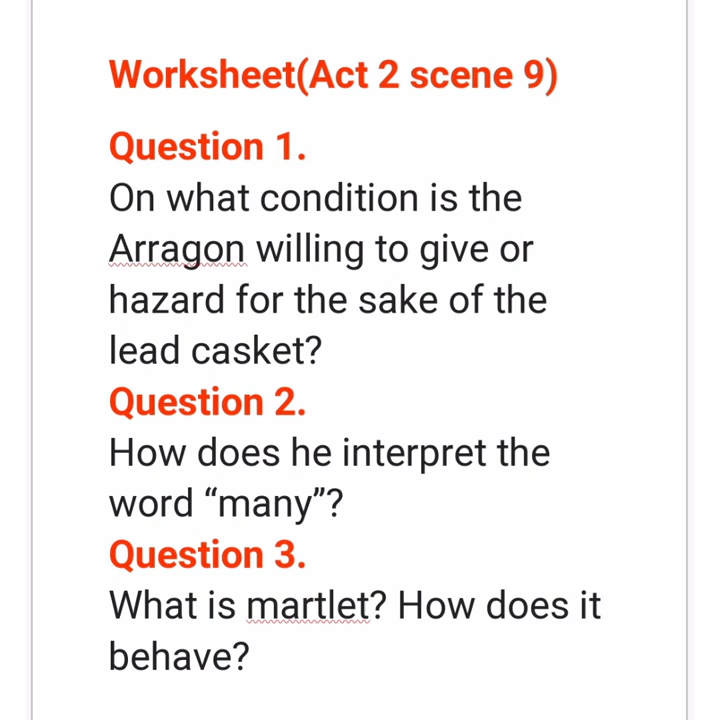 Worksheet(Act 2 scene 9)
Question 1.
On what condition is the
Arragon willing to give or
hazard for the sake of the
lead casket?
Question 2.
How does he interpret the
word “many”?
Question 3.
What is martlet? How does it
behave?